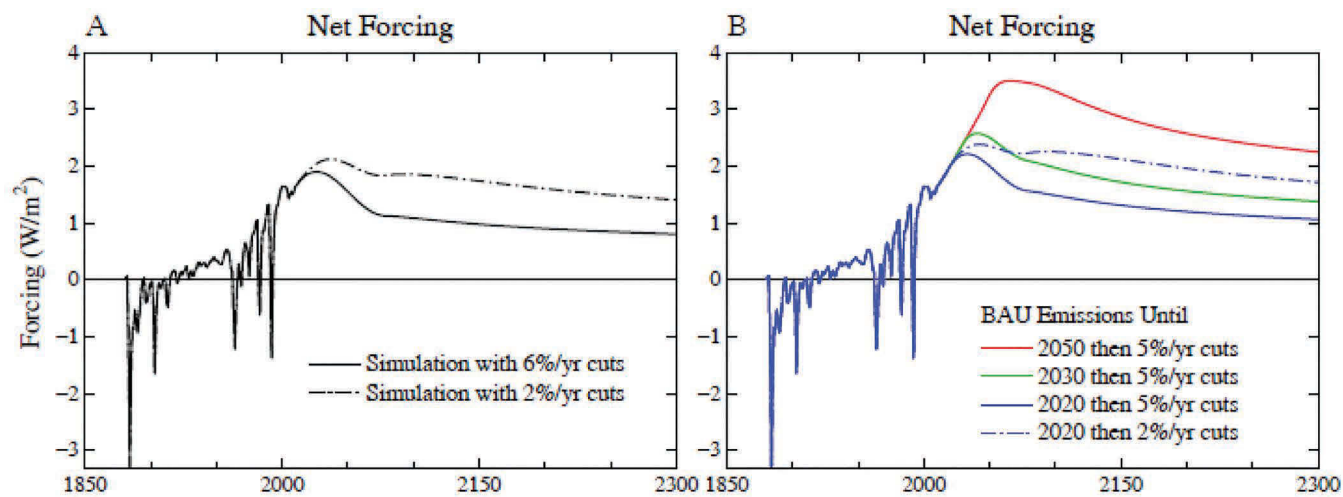 A Net Forcing
B Net Forcing
Forcing (W/m²)
4
3
2
1
0
−1
−2
−3
1850 2000 2150 2300
Simulation with 6%/yr cuts
Simulation with 2%/yr cuts
4
3
2
1
0
−1
−2
−3
1850 2000 2150 2300
BAU Emissions Until
2050 then 5%/yr cuts
2030 then 5%/yr cuts
2020 then 5%/yr cuts
2020 then 2%/yr cuts